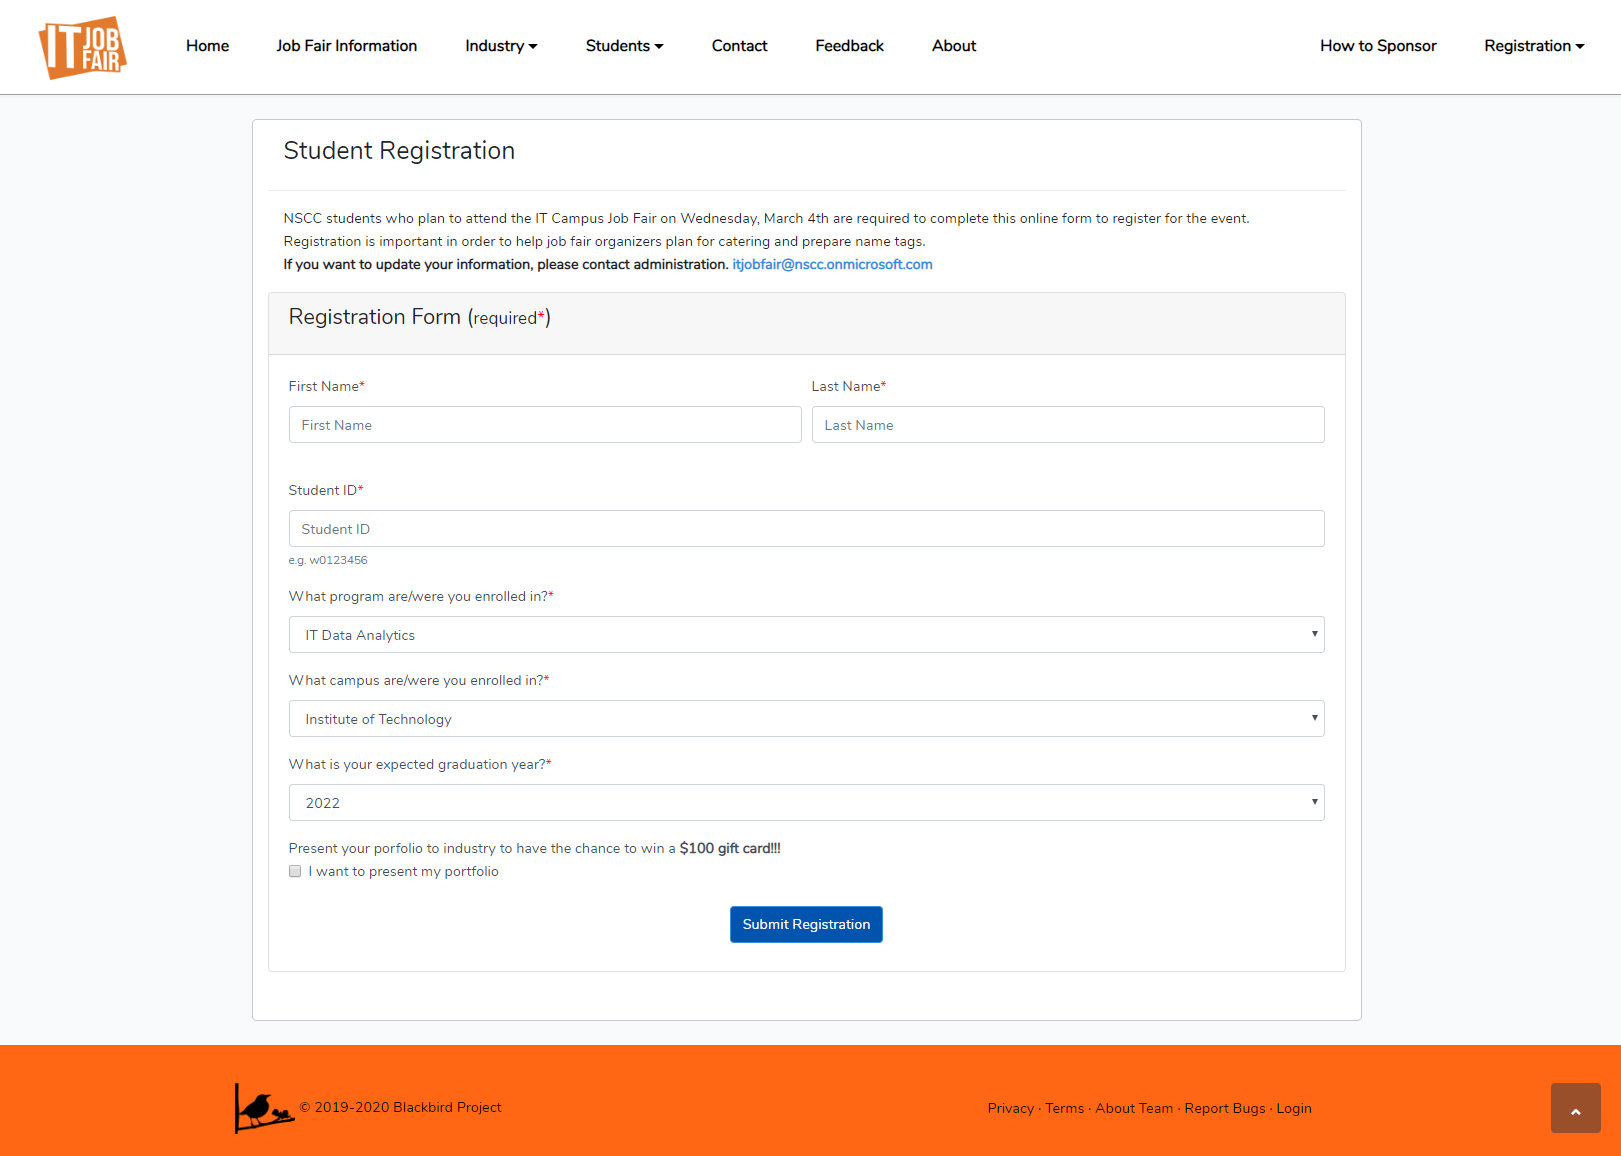 IT JOB FAIR
Home Job Fair Information Industry Students Contact Feedback About How to Sponsor Registration
Student Registration
NSCC students who plan to attend the IT Campus Job Fair on Wednesday, March 4th are required to complete this online form to register for the event.
Registration is important in order to help job fair organizers plan for catering and prepare name tags.
If you want to update your information, please contact administration. itjobfair@nscc.onmicrosoft.com
Registration Form (required*)
First Name* Last Name*
First Name Last Name
Student ID*
Student ID
e.g. w0123456
What program are/were you enrolled in?*
IT Data Analytics
What campus are/were you enrolled in?*
Institute of Technology
What is your expected graduation year?*
2022
Present your porfolio to industry to have the chance to win a $100 gift card!!!
I want to present my portfolio
Submit Registration
© 2019-2020 Blackbird Project Privacy · Terms · About Team · Report Bugs · Login